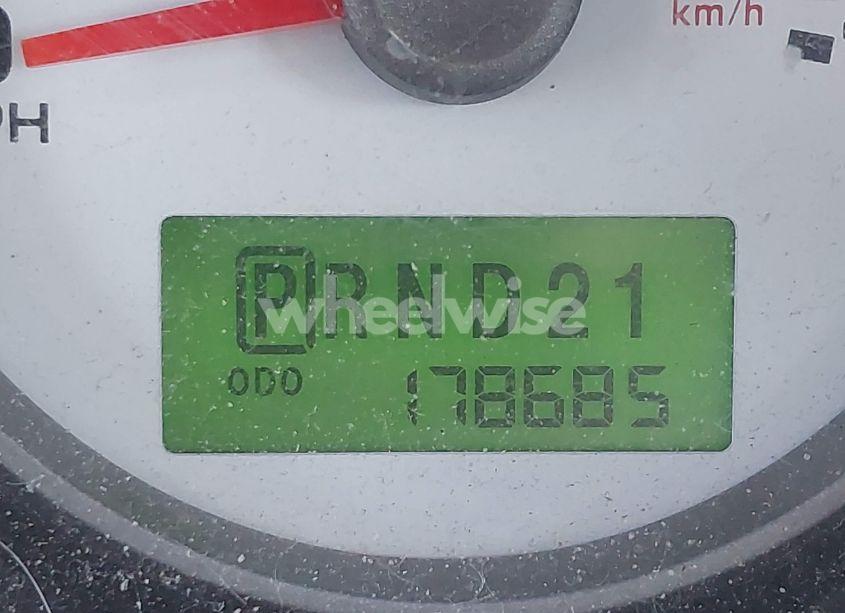 km/h
PH
PRND21
wheelwise
ODO 178685